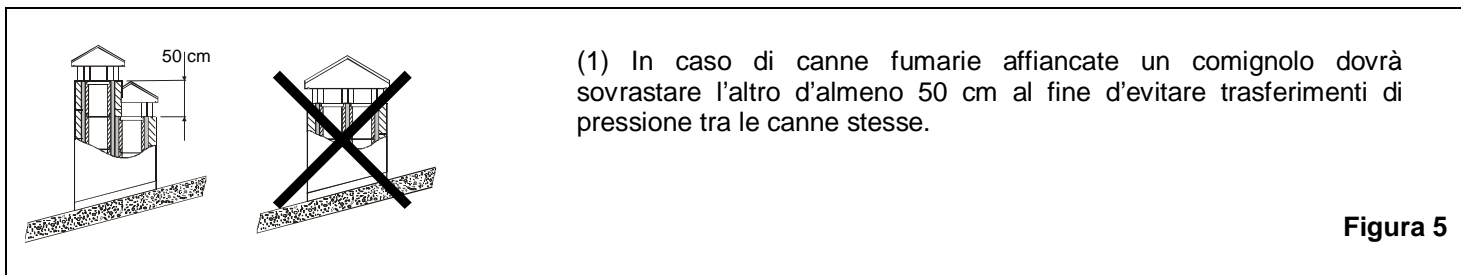 50 cm
(1) In caso di canne fumarie affiancate un comignolo dovrà
sovrastare l'altro d'almeno 50 cm al fine d'evitare trasferimenti di
pressione tra le canne stesse.
Figura 5